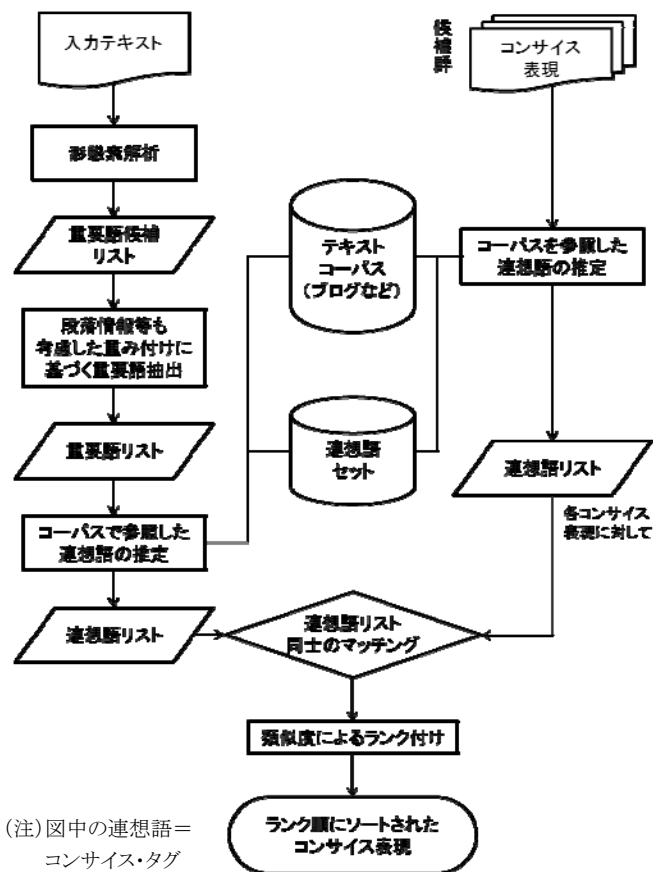 入力テキスト
形態素解析
重要語候補
リスト
段落情報等も
考慮した重み付けに
基づく重要語抽出
重要語リスト
コーパスで参照した
連想語の推定
連想語リスト
テキスト
コーパス
(ブログなど)
連想語
セット
候補群
コンサイス
表現
コーパスを参照した
連想語の推定
連想語リスト
各コンサイス
表現に対して
連想語リスト
同士のマッチング
類似度によるランク付け
ランク順にソートされた
コンサイス表現
(注)図中の連想語=
コンサイス・タグ